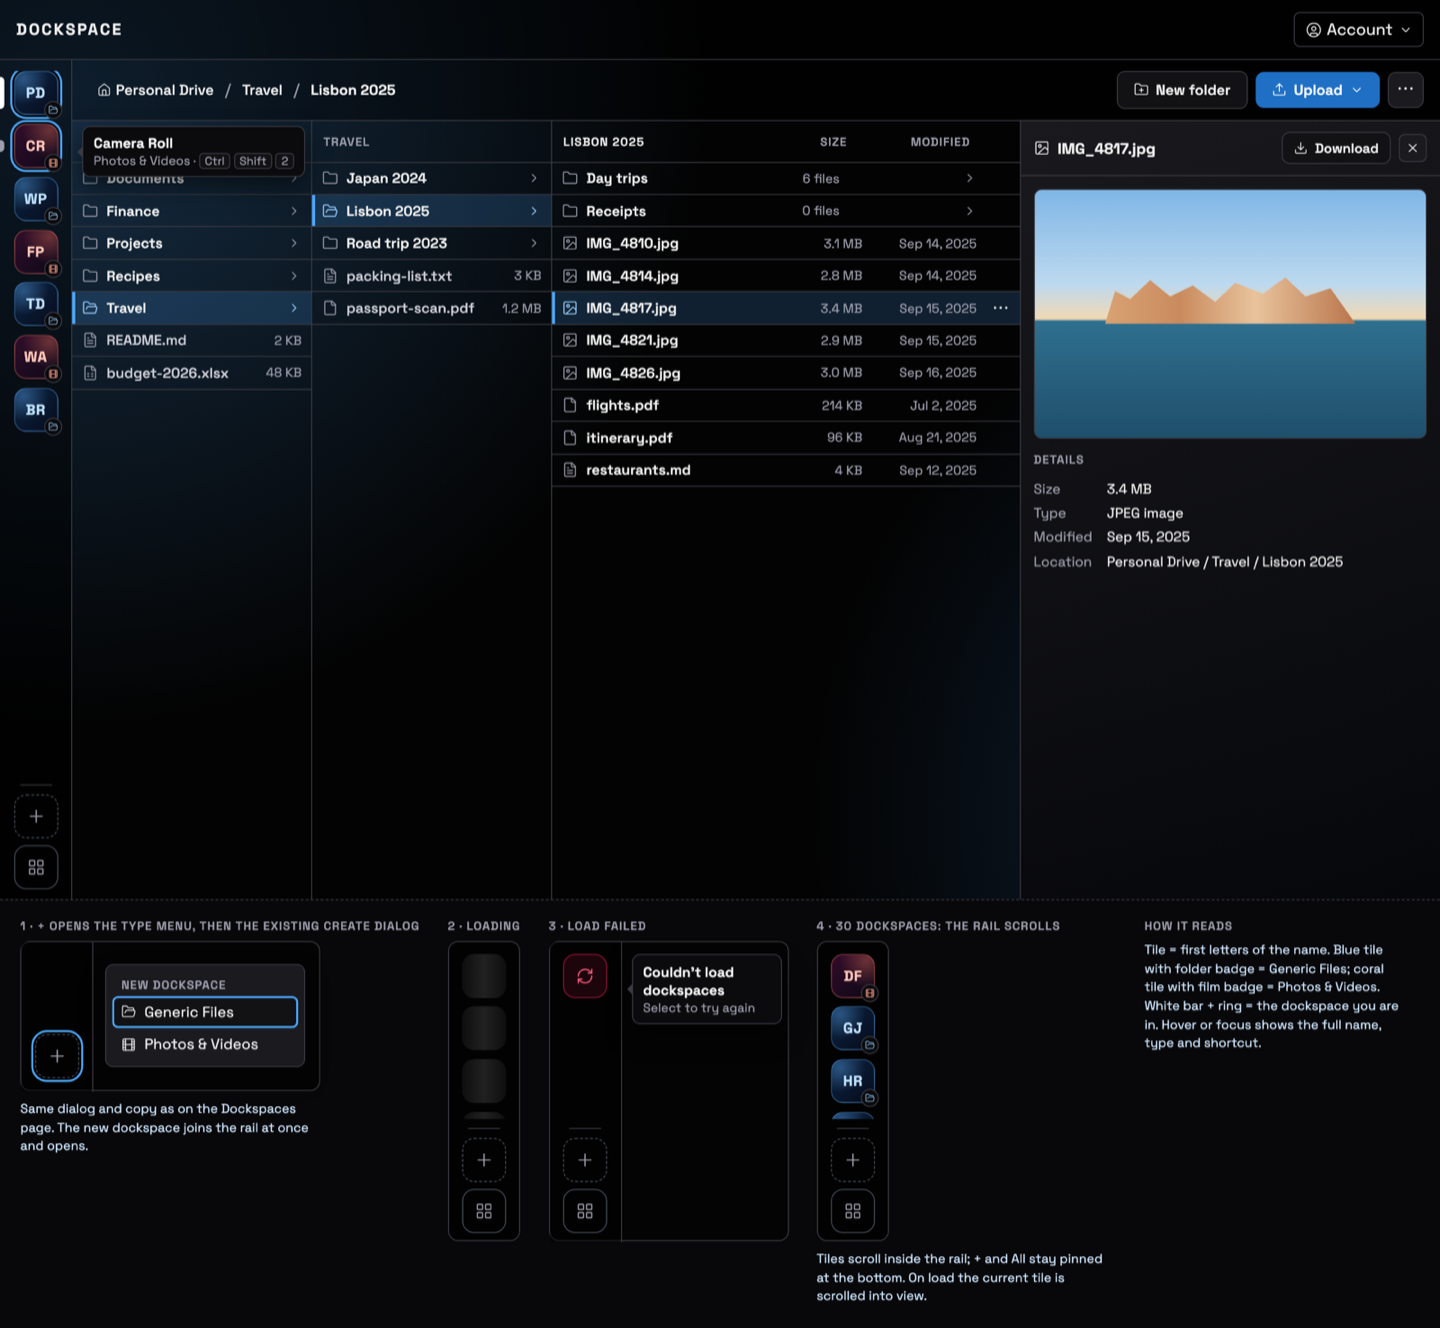 DOCKSPACE
Account
PD
CR
WP
FP
TD
WA
BR
Personal Drive / Travel / Lisbon 2025
New folder
Upload
Camera Roll
Photos & Videos · Ctrl Shift 2
Documents
Finance
Projects
Recipes
Travel
README.md 2 KB
budget-2026.xlsx 48 KB
TRAVEL
Japan 2024
Lisbon 2025
Road trip 2023
packing-list.txt 3 KB
passport-scan.pdf 1.2 MB
LISBON 2025 SIZE MODIFIED
Day trips 6 files
Receipts 0 files
IMG_4810.jpg 3.1 MB Sep 14, 2025
IMG_4814.jpg 2.8 MB Sep 14, 2025
IMG_4817.jpg 3.4 MB Sep 15, 2025
IMG_4821.jpg 2.9 MB Sep 15, 2025
IMG_4826.jpg 3.0 MB Sep 16, 2025
flights.pdf 214 KB Jul 2, 2025
itinerary.pdf 96 KB Aug 21, 2025
restaurants.md 4 KB Sep 12, 2025
IMG_4817.jpg
Download
DETAILS
Size 3.4 MB
Type JPEG image
Modified Sep 15, 2025
Location Personal Drive / Travel / Lisbon 2025
1 · + OPENS THE TYPE MENU, THEN THE EXISTING CREATE DIALOG
NEW DOCKSPACE
Generic Files
Photos & Videos
Same dialog and copy as on the Dockspaces
page. The new dockspace joins the rail at once
and opens.
2 · LOADING
3 · LOAD FAILED
Couldn't load
dockspaces
Select to try again
4 · 30 DOCKSPACES: THE RAIL SCROLLS
DF
GJ
HR
Tiles scroll inside the rail; + and All stay pinned
at the bottom. On load the current tile is
scrolled into view.
HOW IT READS
Tile = first letters of the name. Blue tile
with folder badge = Generic Files; coral
tile with film badge = Photos & Videos.
White bar + ring = the dockspace you are
in. Hover or focus shows the full name,
type and shortcut.